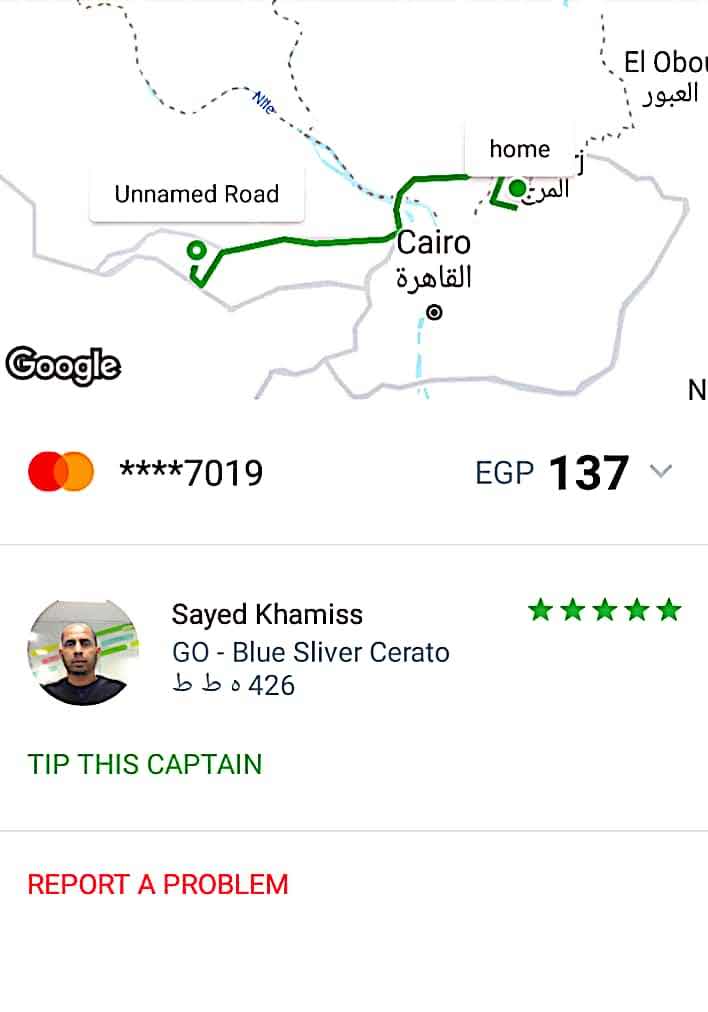 El Obou
العبور
Nile
home
المرج
Unnamed Road
Cairo
القاهرة
Google
N
****7019
EGP 137
Sayed Khamiss
GO - Blue Sliver Cerato
ط ط ه 426
TIP THIS CAPTAIN
REPORT A PROBLEM